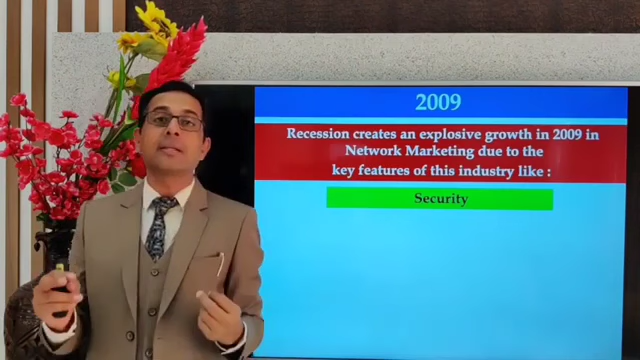 2009
Recession creates an explosive growth in 2009 in
Network Marketing due to the
key features of this industry like :
Security